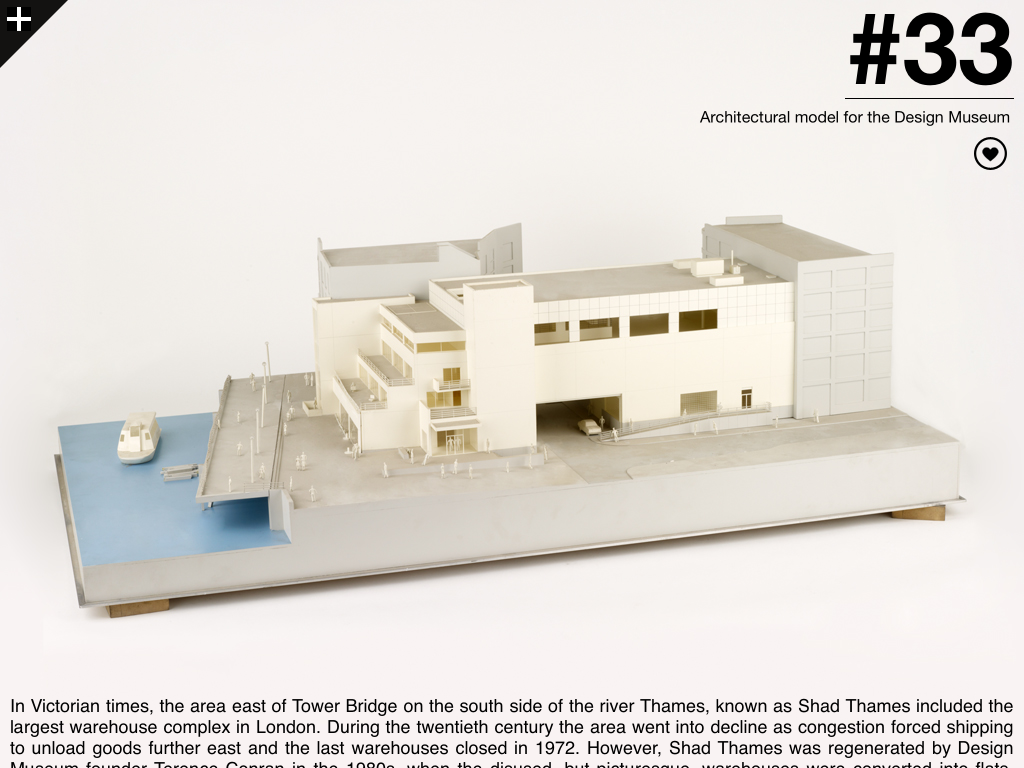 #33
Architectural model for the Design Museum
In Victorian times, the area east of Tower Bridge on the south side of the river Thames, known as Shad Thames included the
largest warehouse complex in London. During the twentieth century the area went into decline as congestion forced shipping
to unload goods further east and the last warehouses closed in 1972. However, Shad Thames was regenerated by Design
Museum founder Terence Conran in the 1980s, when the disused, but picturesque, warehouses were converted into flats,